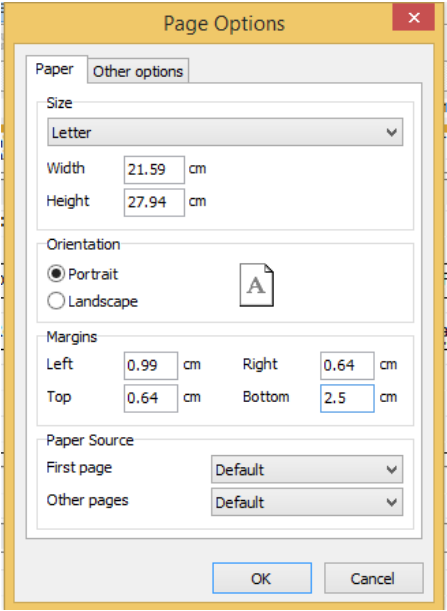 Page Options
Paper Other options
Size
Letter
Width 21.59 cm
Height 27.94 cm
Orientation
Portrait
A
Landscape
Margins
Left 0.99 cm Right 0.64 cm
Top 0.64 cm Bottom 2.5 cm
Paper Source
First page Default
Other pages Default
OK Cancel